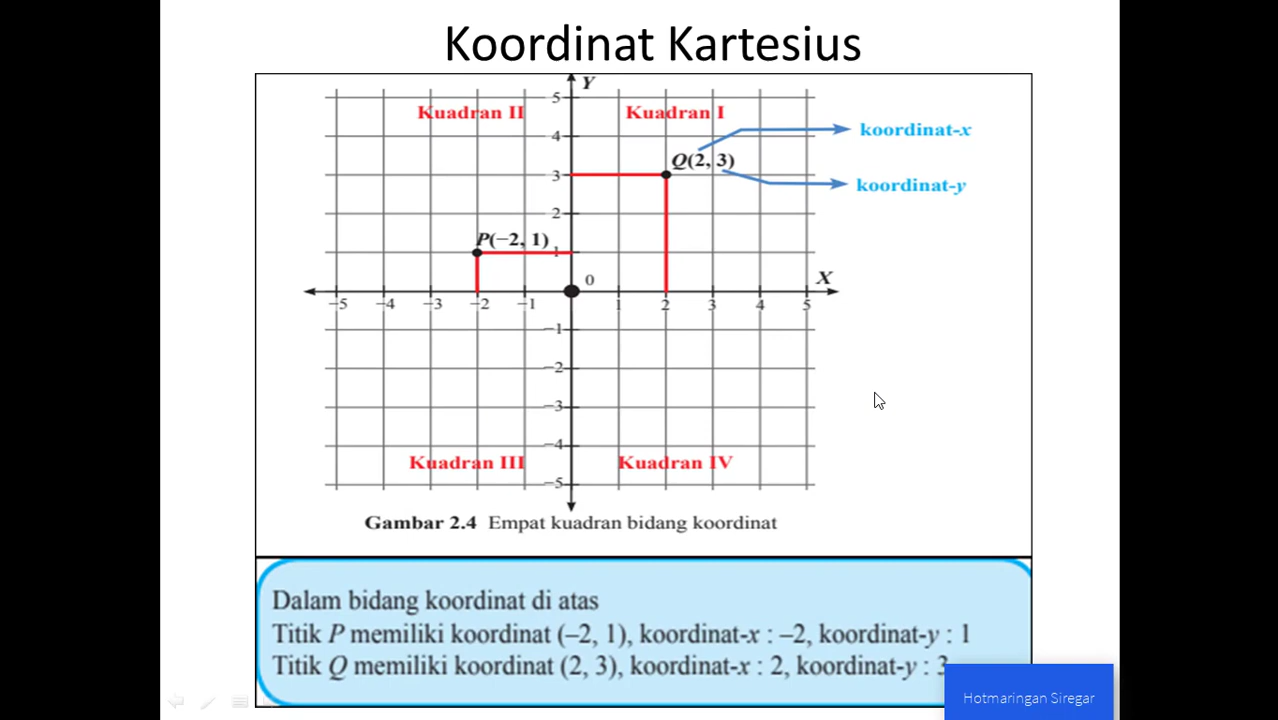 Koordinat Kartesius
Y
5
Kuadran II
Kuadran I
koordinat-x
4
Q(2, 3)
3
koordinat-y
2
P(−2, 1)
1
0
X
−5 −4 −3 −2 −1 1 2 3 4 5
−1
−2
−3
−4
Kuadran III
Kuadran IV
−5
Gambar 2.4 Empat kuadran bidang koordinat
Dalam bidang koordinat di atas
Titik P memiliki koordinat (−2, 1), koordinat-x : −2, koordinat-y : 1
Titik Q memiliki koordinat (2, 3), koordinat-x : 2, koordinat-y : 3
Hotmaringan Siregar